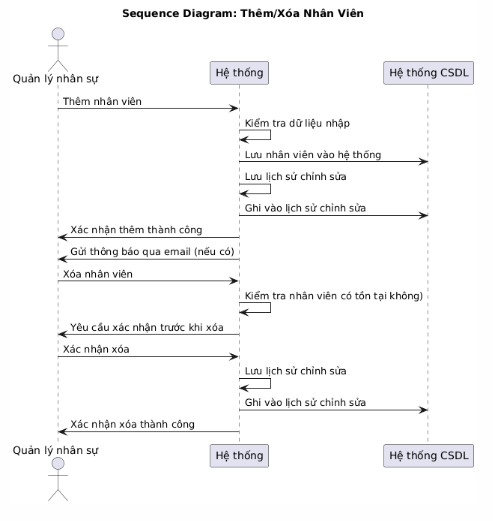 Sequence Diagram: Thêm/Xóa Nhân Viên
Quản lý nhân sự
Hệ thống
Hệ thống CSDL
Thêm nhân viên
Kiểm tra dữ liệu nhập
Lưu nhân viên vào hệ thống
Lưu lịch sử chỉnh sửa
Ghi vào lịch sử chỉnh sửa
Xác nhận thêm thành công
Gửi thông báo qua email (nếu có)
Xóa nhân viên
Kiểm tra nhân viên có tồn tại không)
Yêu cầu xác nhận trước khi xóa
Xác nhận xóa
Lưu lịch sử chỉnh sửa
Ghi vào lịch sử chỉnh sửa
Xác nhận xóa thành công
Quản lý nhân sự
Hệ thống
Hệ thống CSDL